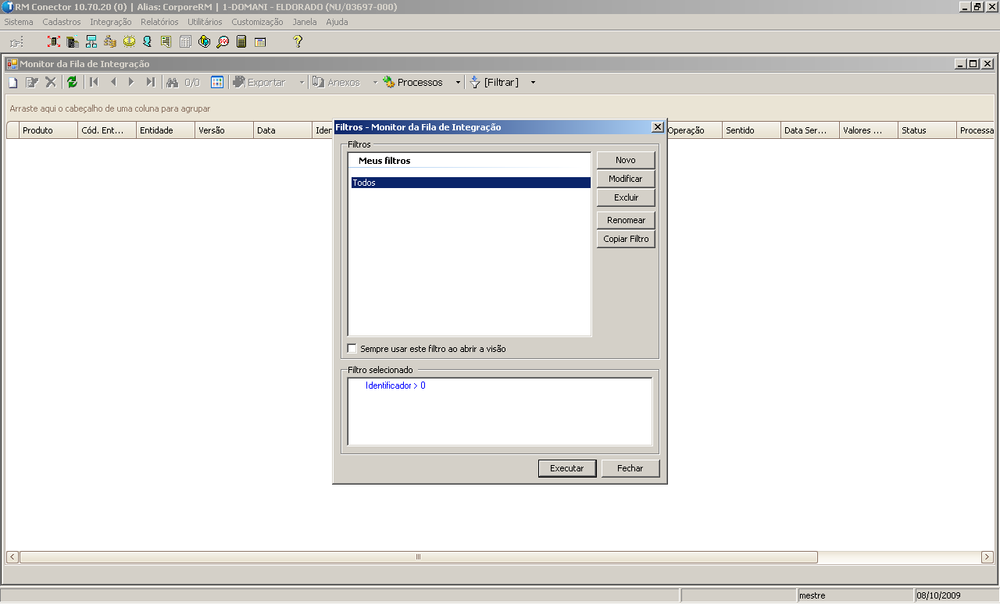 RM Conector 10.70.20 (0) | Alias: CorporeRM | 1-DOMANI - ELDORADO (NU/03697-000)
Sistema Cadastros Integração Relatórios Utilitários Customização Janela Ajuda
Monitor da Fila de Integração
0/0 Exportar Anexos Processos [Filtrar]
Arraste aqui o cabeçalho de uma coluna para agrupar
Produto Cód. Ent... Entidade Versão Data Iden Operação Sentido Data Ser... Valores ... Status Processa
Filtros - Monitor da Fila de Integração
Filtros
Meus filtros
Todos
Novo
Modificar
Excluir
Renomear
Copiar Filtro
Sempre usar este filtro ao abrir a visão
Filtro selecionado
Identificador > 0
Executar Fechar
mestre 08/10/2009